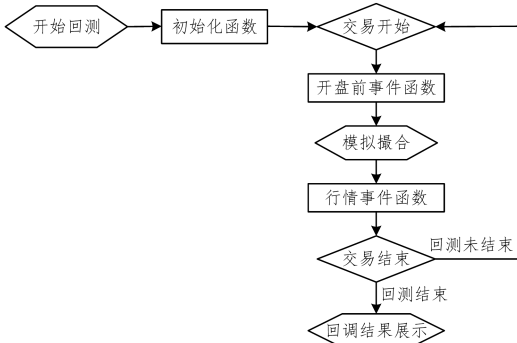 开始回测
初始化函数
交易开始
开盘前事件函数
模拟撮合
行情事件函数
交易结束
回测未结束
回测结束
回调结果展示